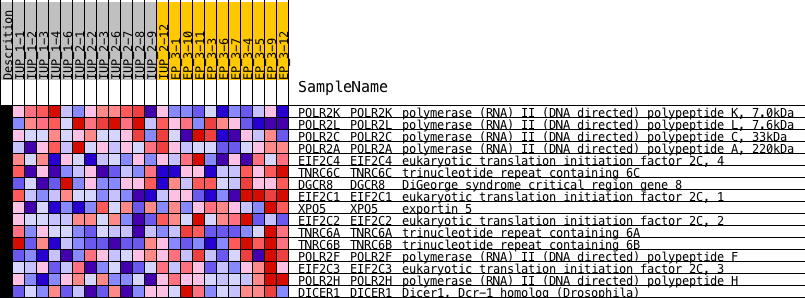 Descrition
IUP_1-1
IUP_1-2
IUP_1-3
IUP_1-4
IUP_1-6
IUP_2-1
IUP_2-2
IUP_2-3
IUP_2-6
IUP_2-7
IUP_2-8
IUP_2-9
IUP_2-12
EP_3-1
EP_3-10
EP_3-11
EP_3-3
EP_3-6
EP_3-7
EP_3-4
EP_3-5
EP_3-9
EP_3-12
SampleName
POLR2K POLR2K polymerase (RNA) II (DNA directed) polypeptide K, 7.0kDa
POLR2L POLR2L polymerase (RNA) II (DNA directed) polypeptide L, 7.6kDa
POLR2C POLR2C polymerase (RNA) II (DNA directed) polypeptide C, 33kDa
POLR2A POLR2A polymerase (RNA) II (DNA directed) polypeptide A, 220kDa
EIF2C4 EIF2C4 eukaryotic translation initiation factor 2C, 4
TNRC6C TNRC6C trinucleotide repeat containing 6C
DGCR8 DGCR8 DiGeorge syndrome critical region gene 8
EIF2C1 EIF2C1 eukaryotic translation initiation factor 2C, 1
XPO5 XPO5 exportin 5
EIF2C2 EIF2C2 eukaryotic translation initiation factor 2C, 2
TNRC6A TNRC6A trinucleotide repeat containing 6A
TNRC6B TNRC6B trinucleotide repeat containing 6B
POLR2F POLR2F polymerase (RNA) II (DNA directed) polypeptide F
EIF2C3 EIF2C3 eukaryotic translation initiation factor 2C, 3
POLR2H POLR2H polymerase (RNA) II (DNA directed) polypeptide H
DICER1 DICER1 Dicer1, Dcr-1 homolog (Drosophila)